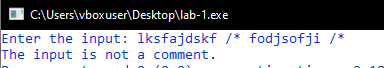 C:\Users\vboxuser\Desktop\lab-1.exe
Enter the input: lksfajdskf /* fodjsofji /*
The input is not a comment.